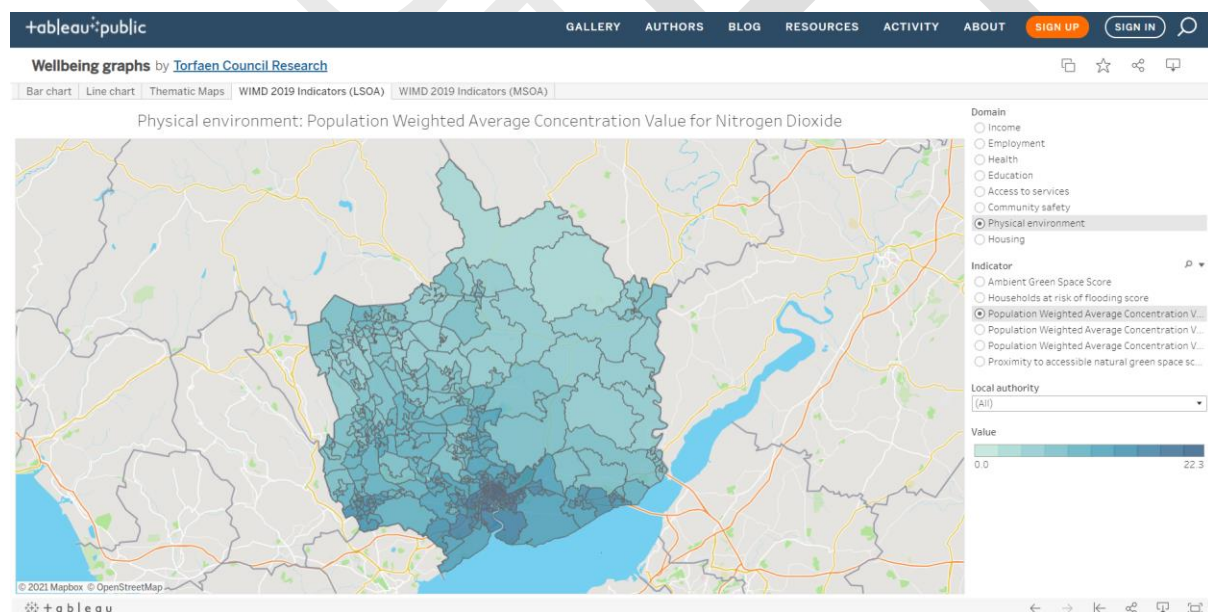 +ableau public
GALLERY AUTHORS BLOG RESOURCES ACTIVITY ABOUT SIGN UP SIGN IN
Wellbeing graphs by Torfaen Council Research
Bar chart Line chart Thematic Maps WIMD 2019 Indicators (LSOA) WIMD 2019 Indicators (MSOA)
Physical environment: Population Weighted Average Concentration Value for Nitrogen Dioxide
Domain
Income
Employment
Health
Education
Access to services
Community safety
Physical environment
Housing
Indicator
Ambient Green Space Score
Households at risk of flooding score
Population Weighted Average Concentration V...
Population Weighted Average Concentration V...
Population Weighted Average Concentration V...
Proximity to accessible natural green space sc...
Local authority
(All)
Value
0.0 22.3
© 2021 Mapbox © OpenStreetMap
+ableau